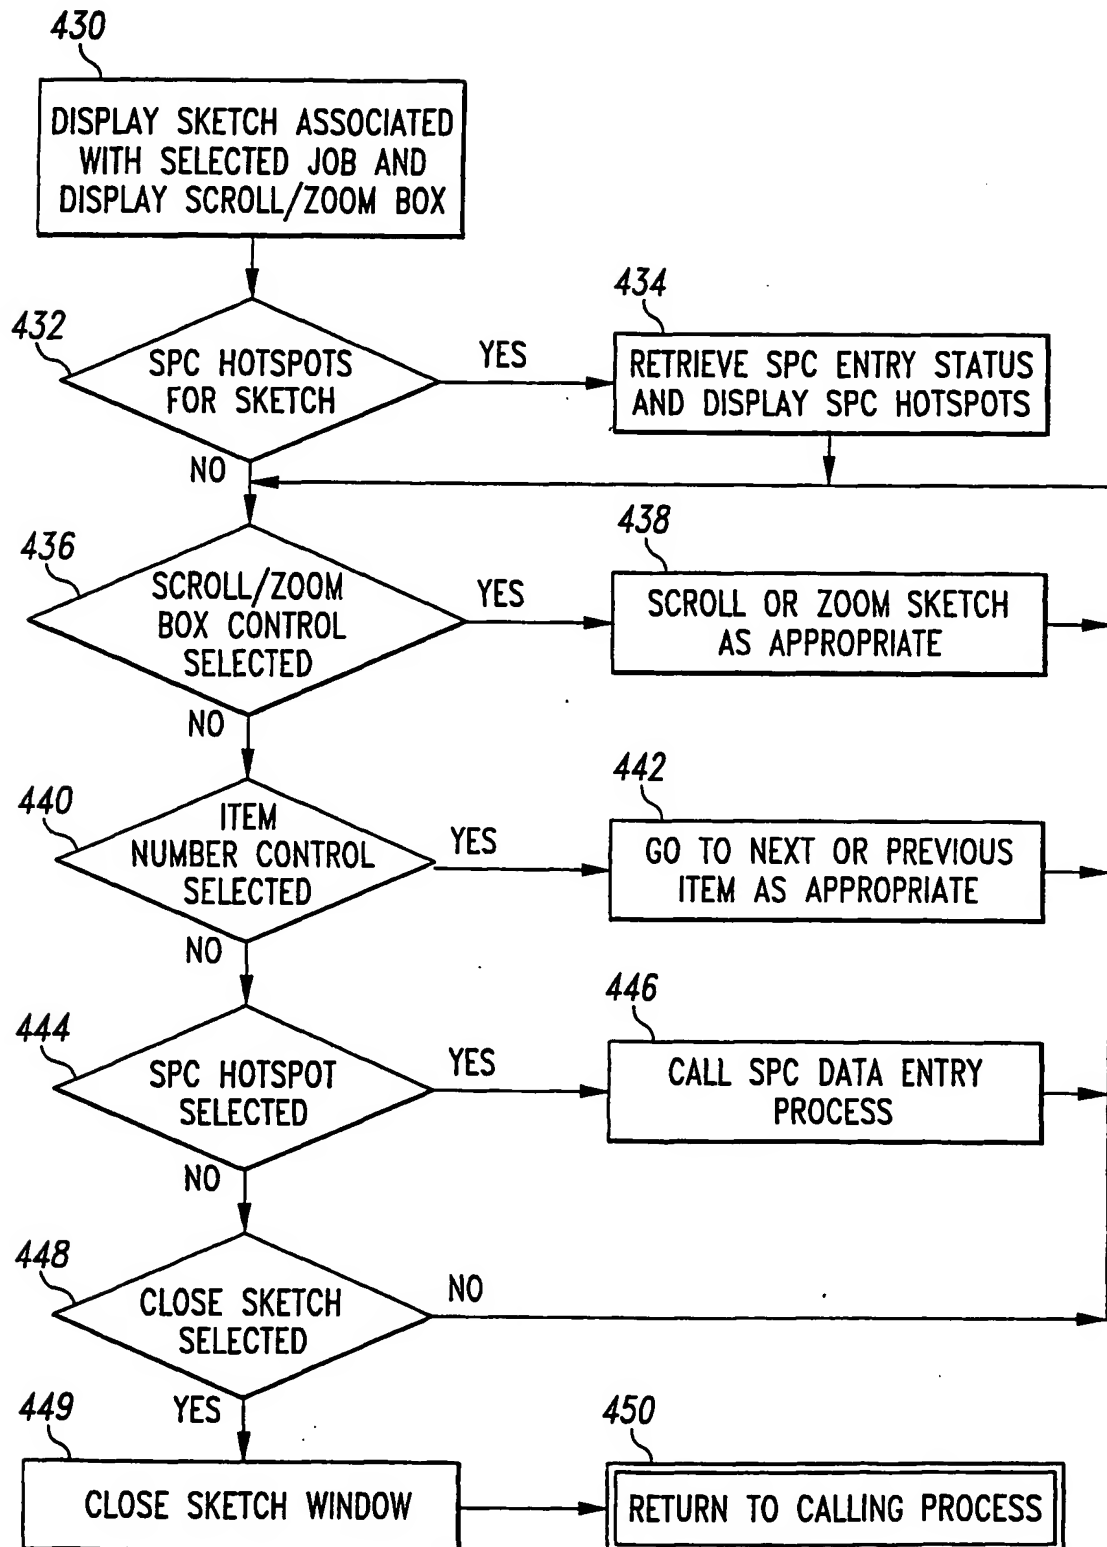 430
DISPLAY SKETCH ASSOCIATED
WITH SELECTED JOB AND
DISPLAY SCROLL/ZOOM BOX
432
SPC HOTSPOTS
FOR SKETCH
YES
434
RETRIEVE SPC ENTRY STATUS
AND DISPLAY SPC HOTSPOTS
NO
436
SCROLL/ZOOM
BOX CONTROL
SELECTED
YES
438
SCROLL OR ZOOM SKETCH
AS APPROPRIATE
NO
440
ITEM
NUMBER CONTROL
SELECTED
YES
442
GO TO NEXT OR PREVIOUS
ITEM AS APPROPRIATE
NO
444
SPC HOTSPOT
SELECTED
YES
446
CALL SPC DATA ENTRY
PROCESS
NO
448
CLOSE SKETCH
SELECTED
NO
YES
449
CLOSE SKETCH WINDOW
450
RETURN TO CALLING PROCESS